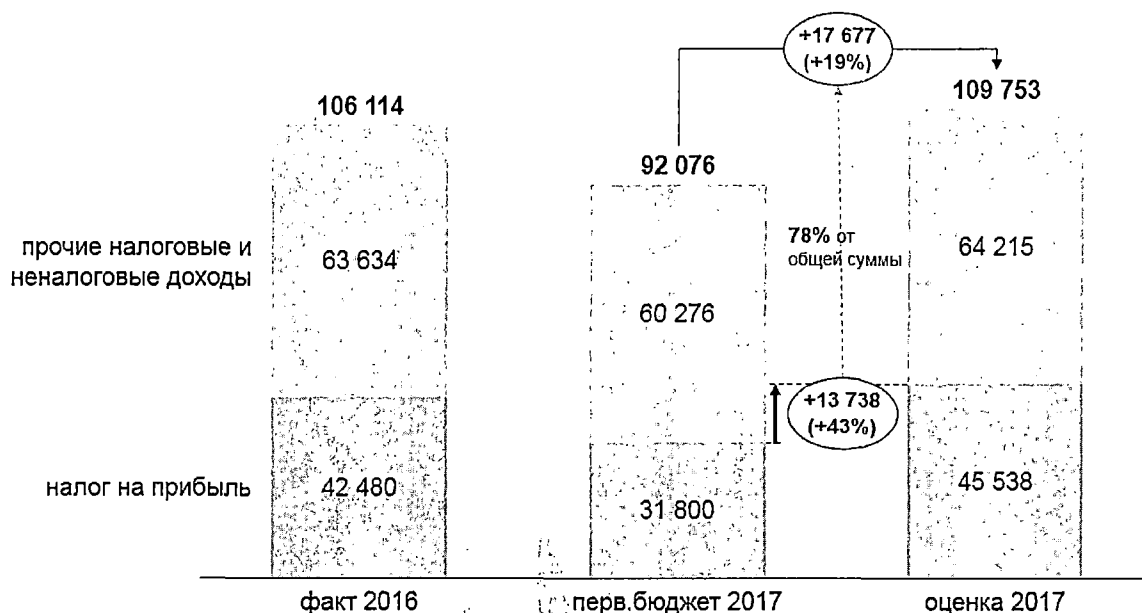 +17 677
(+19%)
106 114
109 753
92 076
прочие налоговые и
неналоговые доходы
63 634
60 276
78% от
общей суммы
64 215
+13 738
(+43%)
налог на прибыль
42 480
31 800
45 538
факт 2016
перв.бюджет 2017
оценка 2017